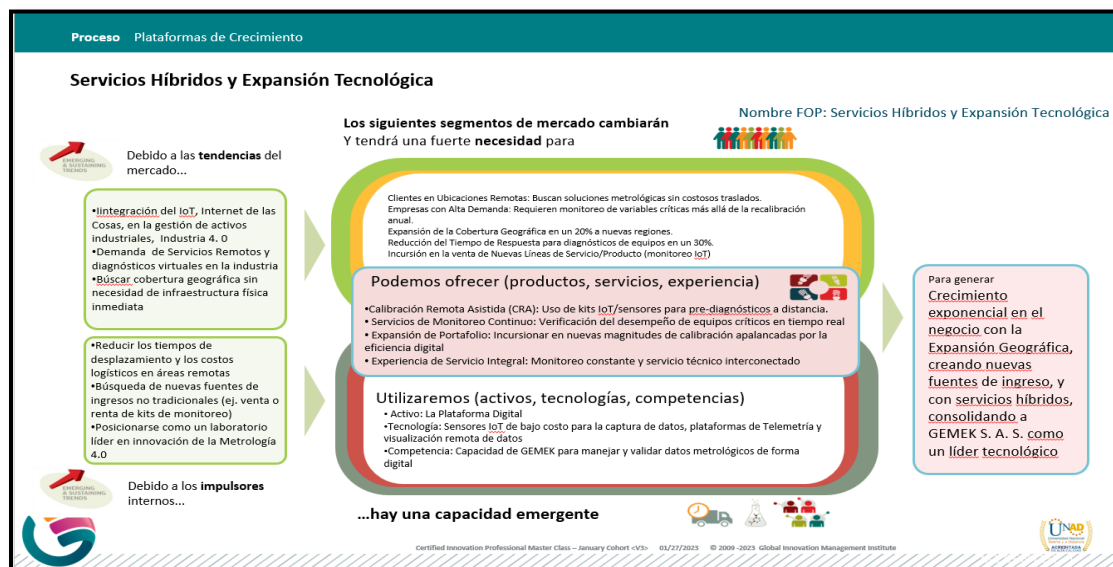 Proceso Plataformas de Crecimiento
Servicios Híbridos y Expansión Tecnológica
Nombre FOP: Servicios Híbridos y Expansión Tecnológica
Los siguientes segmentos de mercado cambiarán
Y tendrá una fuerte necesidad para
EMERGING
& SUSTAINING
TRENDS
Debido a las tendencias del
mercado...
•Iintegración del IoT, Internet de las
Cosas, en la gestión de activos
industriales, Industria 4. 0
•Demanda de Servicios Remotos y
diagnósticos virtuales en la industria
•Búscar cobertura geográfica sin
necesidad de infraestructura física
inmediata
•Reducir los tiempos de
desplazamiento y los costos
logísticos en áreas remotas
•Búsqueda de nuevas fuentes de
ingresos no tradicionales (ej. venta o
renta de kits de monitoreo)
•Posicionarse como un laboratorio
líder en innovación de la Metrología
4.0
EMERGING
& SUSTAINING
TRENDS
Debido a los impulsores
internos...
Clientes en Ubicaciones Remotas: Buscan soluciones metrológicas sin costosos traslados.
Empresas con Alta Demanda: Requieren monitoreo de variables críticas más allá de la recalibración
anual.
Expansión de la Cobertura Geográfica en un 20% a nuevas regiones.
Reducción del Tiempo de Respuesta para diagnósticos de equipos en un 30%.
Incursión en la venta de Nuevas Líneas de Servicio/Producto (monitoreo IoT)
Podemos ofrecer (productos, servicios, experiencia)
•Calibración Remota Asistida (CRA): Uso de kits IoT/sensores para pre-diagnósticos a distancia.
• Servicios de Monitoreo Continuo: Verificación del desempeño de equipos críticos en tiempo real
• Expansión de Portafolio: Incursionar en nuevas magnitudes de calibración apalancadas por la
eficiencia digital
• Experiencia de Servicio Integral: Monitoreo constante y servicio técnico interconectado
Utilizaremos (activos, tecnologías, competencias)
• Activo: La Plataforma Digital
•Tecnología: Sensores IoT de bajo costo para la captura de datos, plataformas de Telemetría y
visualización remota de datos
•Competencia: Capacidad de GEMEK para manejar y validar datos metrológicos de forma
digital
...hay una capacidad emergente
Para generar
Crecimiento
exponencial en el
negocio con la
Expansión Geográfica,
creando nuevas
fuentes de ingreso, y
con servicios híbridos,
consolidando a
GEMEK S. A. S. como
un líder tecnológico
Certified Innovation Professional Master Class – January Cohort <V3> 01/27/2023 © 2009 -2023 Global Innovation Management Institute
UNAD